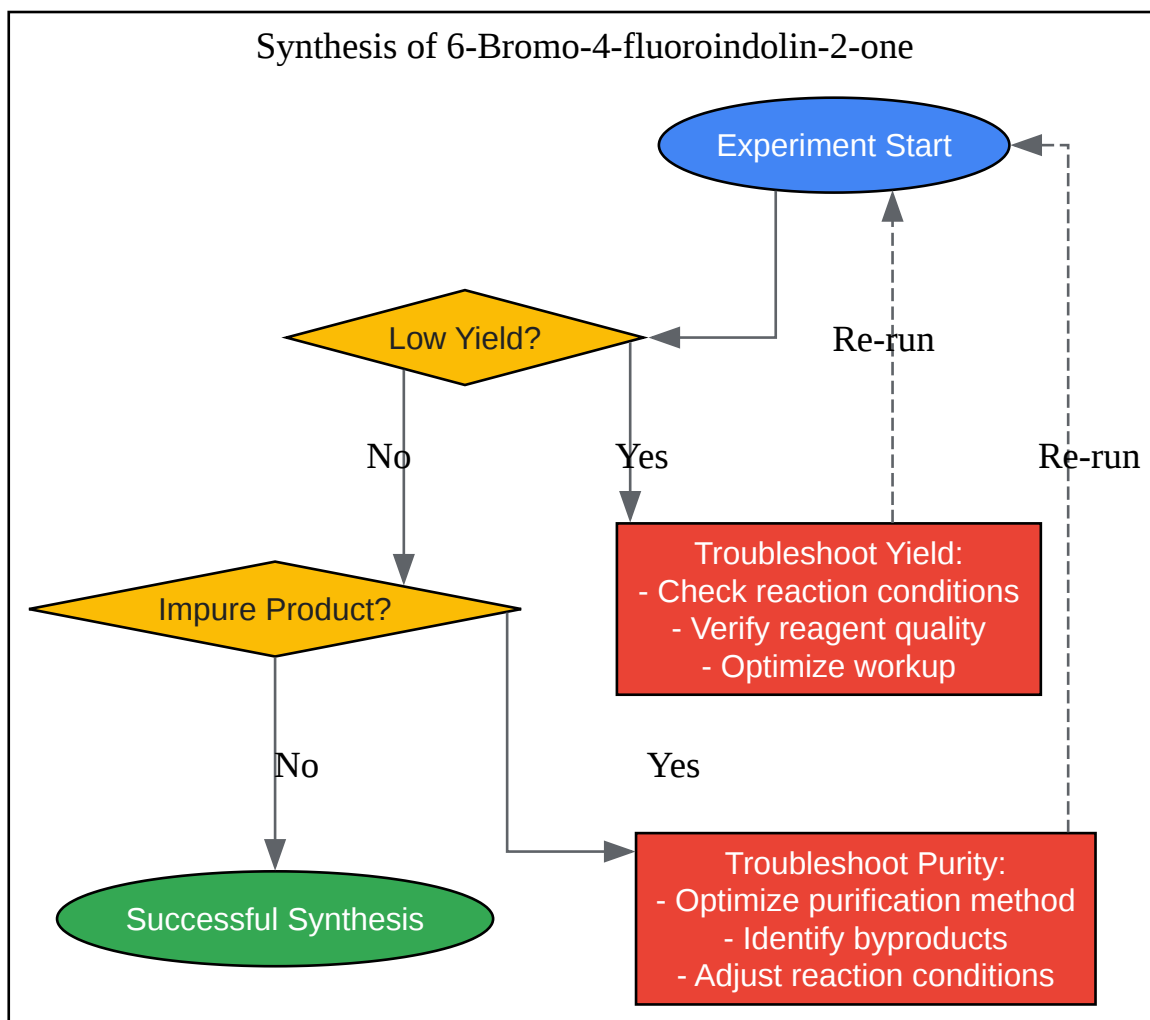 Synthesis of 6-Bromo-4-fluoroindolin-2-one
Experiment Start
Low Yield?
Re-run
No
Yes
Re-run
Troubleshoot Yield:
- Check reaction conditions
- Verify reagent quality
- Optimize workup
Impure Product?
No
Yes
Troubleshoot Purity:
- Optimize purification method
- Identify byproducts
- Adjust reaction conditions
Successful Synthesis